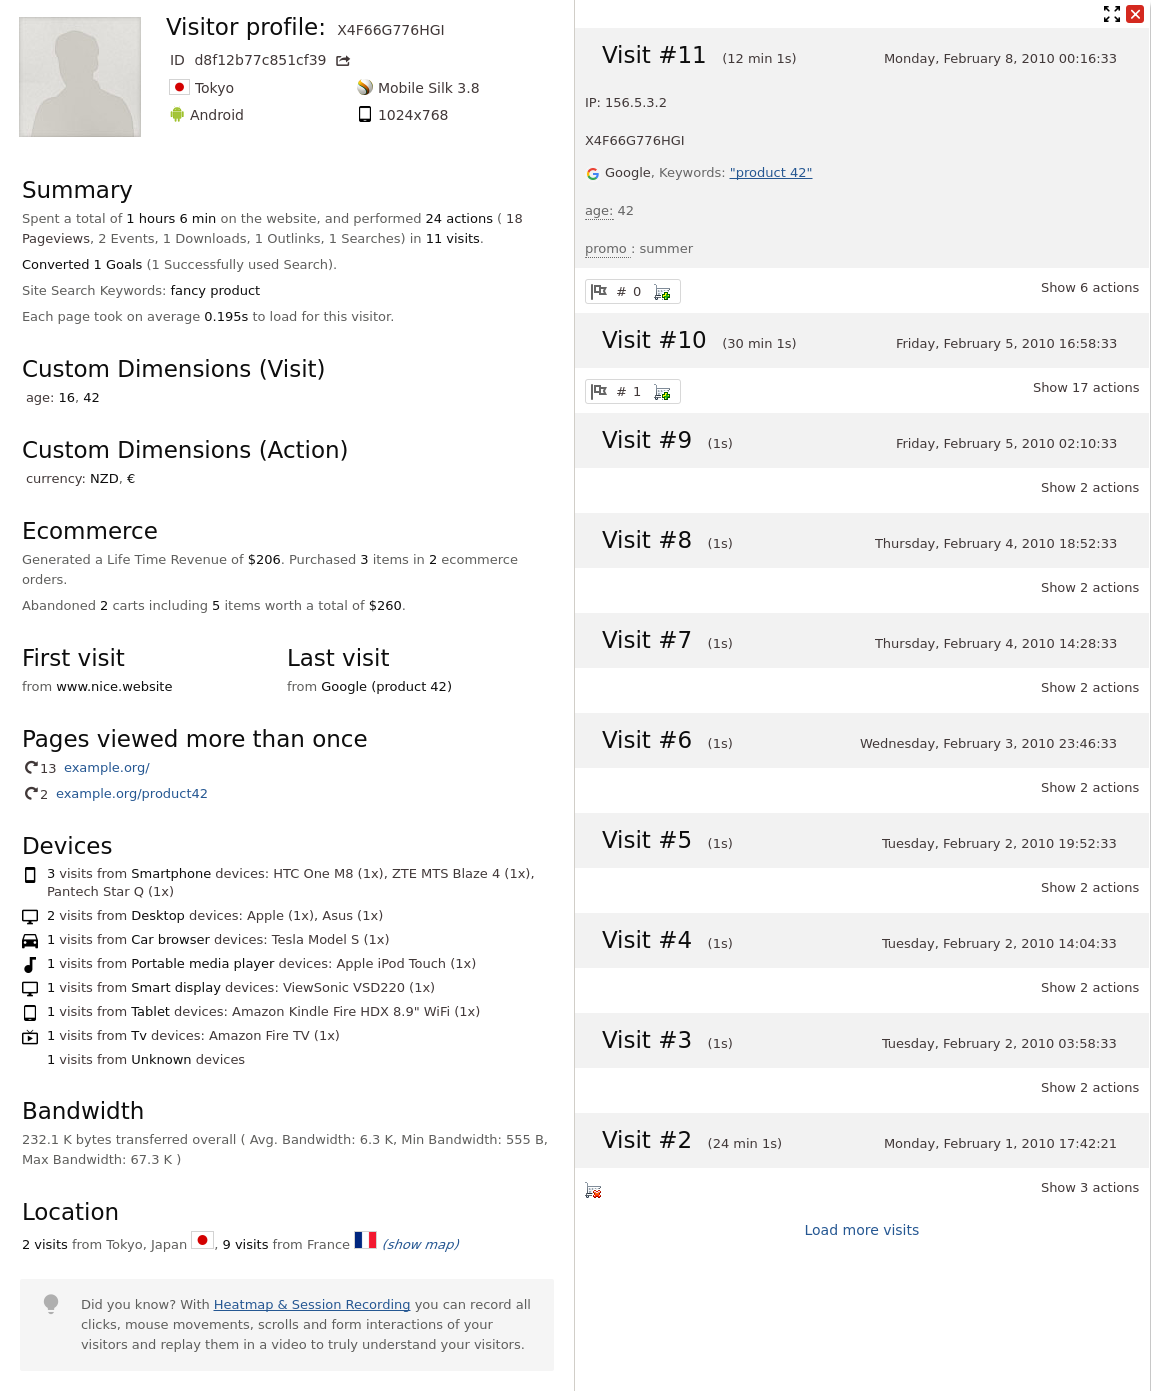 Visitor profile: X4F66G776HGI
ID d8f12b77c851cf39
Tokyo
Mobile Silk 3.8
Android
1024x768
Summary
Spent a total of 1 hours 6 min on the website, and performed 24 actions ( 18
Pageviews, 2 Events, 1 Downloads, 1 Outlinks, 1 Searches) in 11 visits.
Converted 1 Goals (1 Successfully used Search).
Site Search Keywords: fancy product
Each page took on average 0.195s to load for this visitor.
Custom Dimensions (Visit)
age: 16, 42
Custom Dimensions (Action)
currency: NZD, €
Ecommerce
Generated a Life Time Revenue of $206. Purchased 3 items in 2 ecommerce
orders.
Abandoned 2 carts including 5 items worth a total of $260.
First visit
from www.nice.website
Last visit
from Google (product 42)
Pages viewed more than once
13 example.org/
2 example.org/product42
Devices
3 visits from Smartphone devices: HTC One M8 (1x), ZTE MTS Blaze 4 (1x),
Pantech Star Q (1x)
2 visits from Desktop devices: Apple (1x), Asus (1x)
1 visits from Car browser devices: Tesla Model S (1x)
1 visits from Portable media player devices: Apple iPod Touch (1x)
1 visits from Smart display devices: ViewSonic VSD220 (1x)
1 visits from Tablet devices: Amazon Kindle Fire HDX 8.9" WiFi (1x)
1 visits from Tv devices: Amazon Fire TV (1x)
1 visits from Unknown devices
Bandwidth
232.1 K bytes transferred overall ( Avg. Bandwidth: 6.3 K, Min Bandwidth: 555 B,
Max Bandwidth: 67.3 K )
Location
2 visits from Tokyo, Japan , 9 visits from France (show map)
Did you know? With Heatmap & Session Recording you can record all
clicks, mouse movements, scrolls and form interactions of your
visitors and replay them in a video to truly understand your visitors.
Visit #11 (12 min 1s) Monday, February 8, 2010 00:16:33
IP: 156.5.3.2
X4F66G776HGI
Google, Keywords: "product 42"
age: 42
promo : summer
# 0
Show 6 actions
Visit #10 (30 min 1s) Friday, February 5, 2010 16:58:33
# 1
Show 17 actions
Visit #9 (1s) Friday, February 5, 2010 02:10:33
Show 2 actions
Visit #8 (1s) Thursday, February 4, 2010 18:52:33
Show 2 actions
Visit #7 (1s) Thursday, February 4, 2010 14:28:33
Show 2 actions
Visit #6 (1s) Wednesday, February 3, 2010 23:46:33
Show 2 actions
Visit #5 (1s) Tuesday, February 2, 2010 19:52:33
Show 2 actions
Visit #4 (1s) Tuesday, February 2, 2010 14:04:33
Show 2 actions
Visit #3 (1s) Tuesday, February 2, 2010 03:58:33
Show 2 actions
Visit #2 (24 min 1s) Monday, February 1, 2010 17:42:21
Show 3 actions
Load more visits